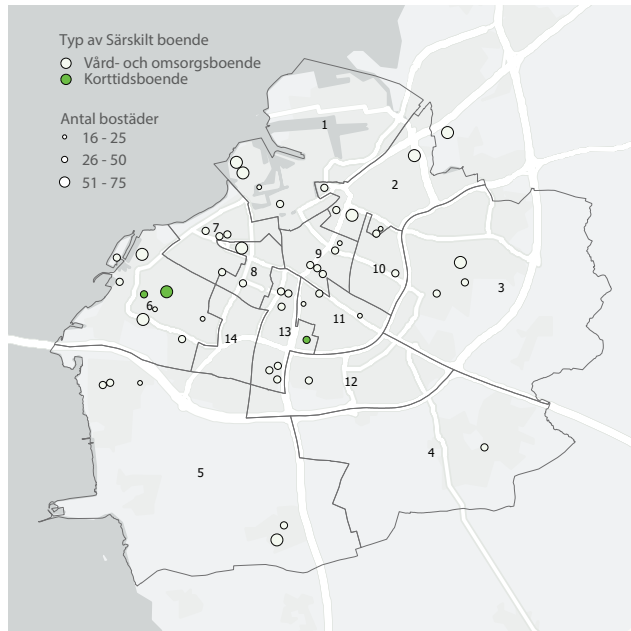 Typ av Särskilt boende
Vård- och omsorgsboende
Korttidsboende
Antal bostäder
16 - 25
26 - 50
51 - 75
1
2
7
9
8
10
3
6
11
13
14
12
4
5